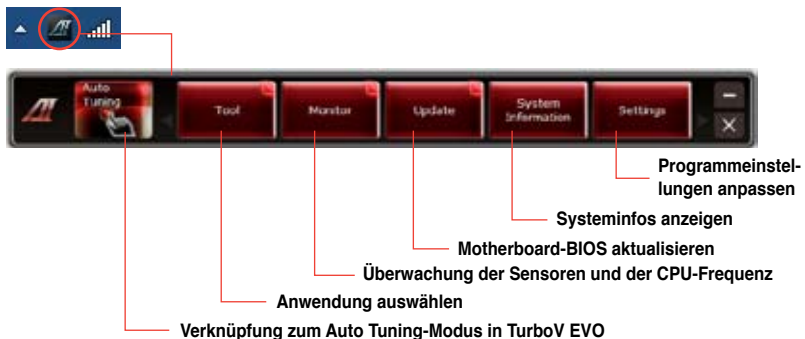 Auto
Tuning
Tool
Monitor
Update
System
Information
Settings
Programmeinstel-
lungen anpassen
Systeminfos anzeigen
Motherboard-BIOS aktualisieren
Überwachung der Sensoren und der CPU-Frequenz
Anwendung auswählen
Verknüpfung zum Auto Tuning-Modus in TurboV EVO